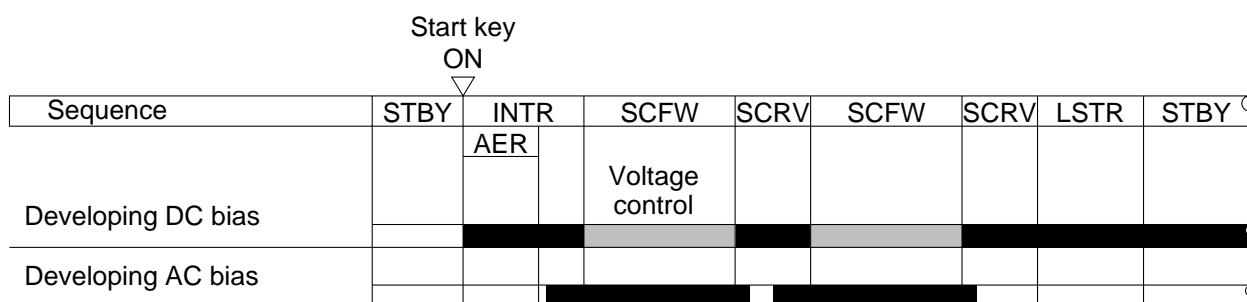 Start key
ON
Sequence STBY INTR SCFW SCRV SCFW SCRV LSTR STBY
AER
Voltage
control
Developing DC bias
Developing AC bias